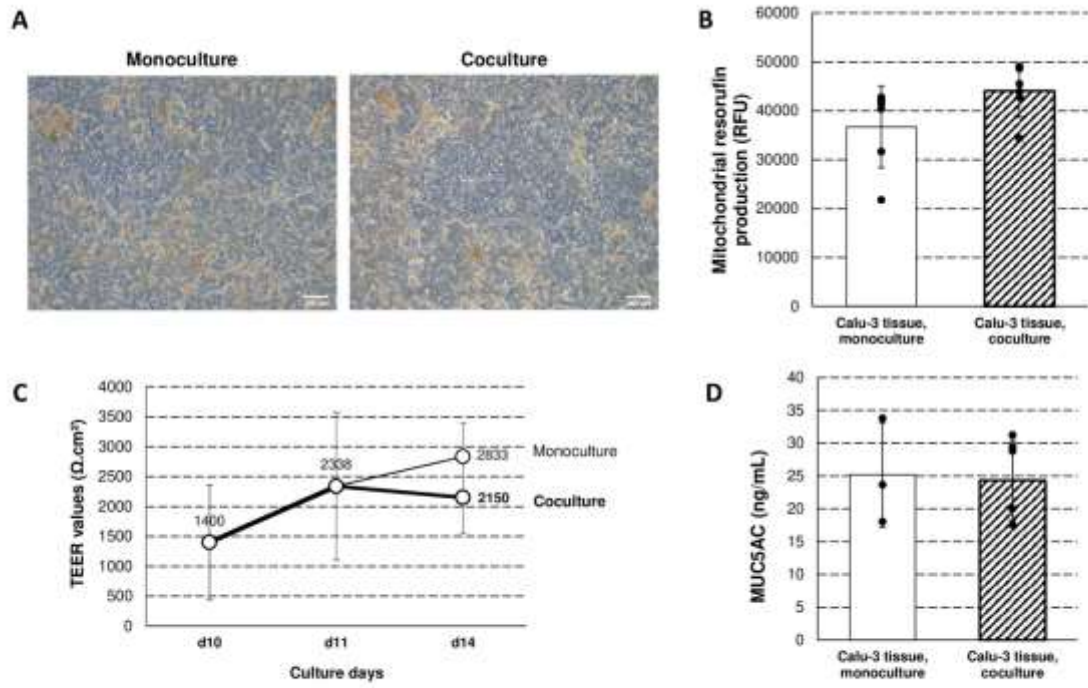 A
Monoculture
Coculture
B
Mitochondrial resorufin
production (RFU)
60000
50000
40000
30000
20000
10000
0
Calu-3 tissue,
monoculture
Calu-3 tissue,
coculture
C
TEER values (Ω.cm²)
4000
3500
3000
2500
2000
1500
1000
500
0
1400
2338
2833
2150
Monoculture
Coculture
d10
d11
d14
Culture days
D
MUC5AC (ng/mL)
40
35
30
25
20
15
10
5
0
Calu-3 tissue,
monoculture
Calu-3 tissue,
coculture